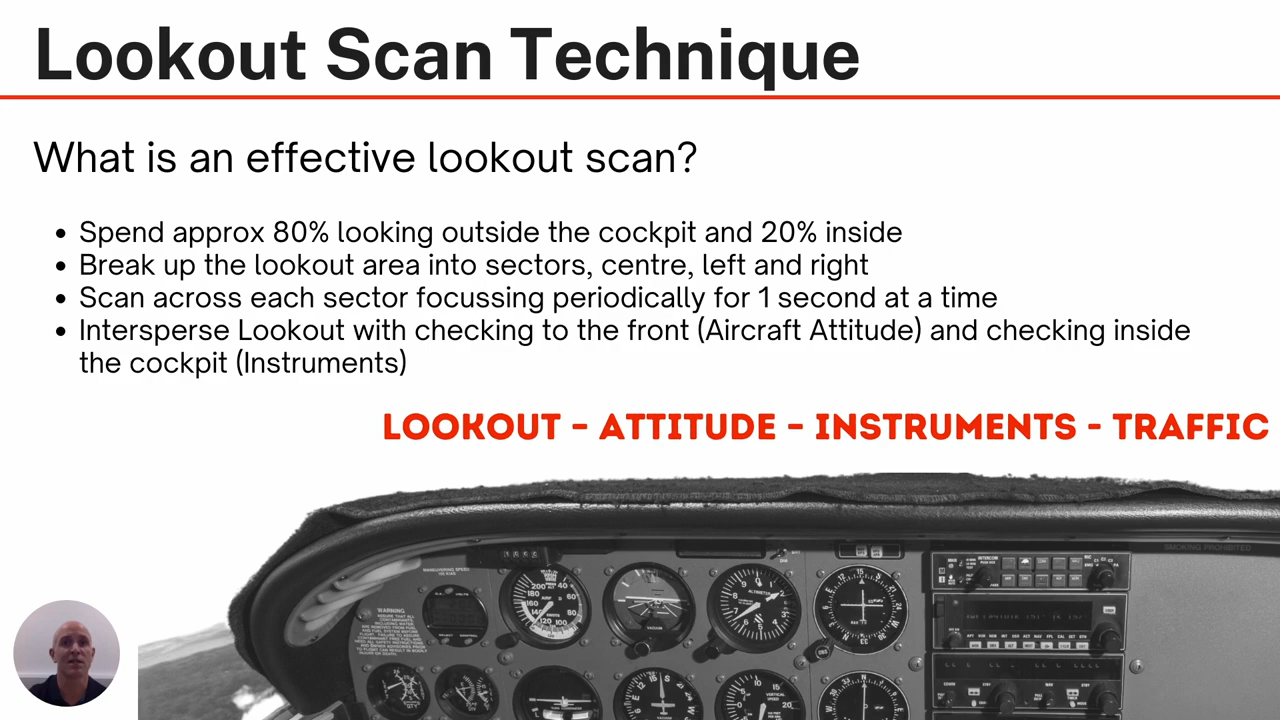 Lookout Scan Technique
What is an effective lookout scan?
• Spend approx 80% looking outside the cockpit and 20% inside
• Break up the lookout area into sectors, centre, left and right
• Scan across each sector focussing periodically for 1 second at a time
• Intersperse Lookout with checking to the front (Aircraft Attitude) and checking inside
the cockpit (Instruments)
LOOKOUT – ATTITUDE – INSTRUMENTS - TRAFFIC
SMOKING PROHIBITED
WARNING
ALTIMETER
VERTICAL